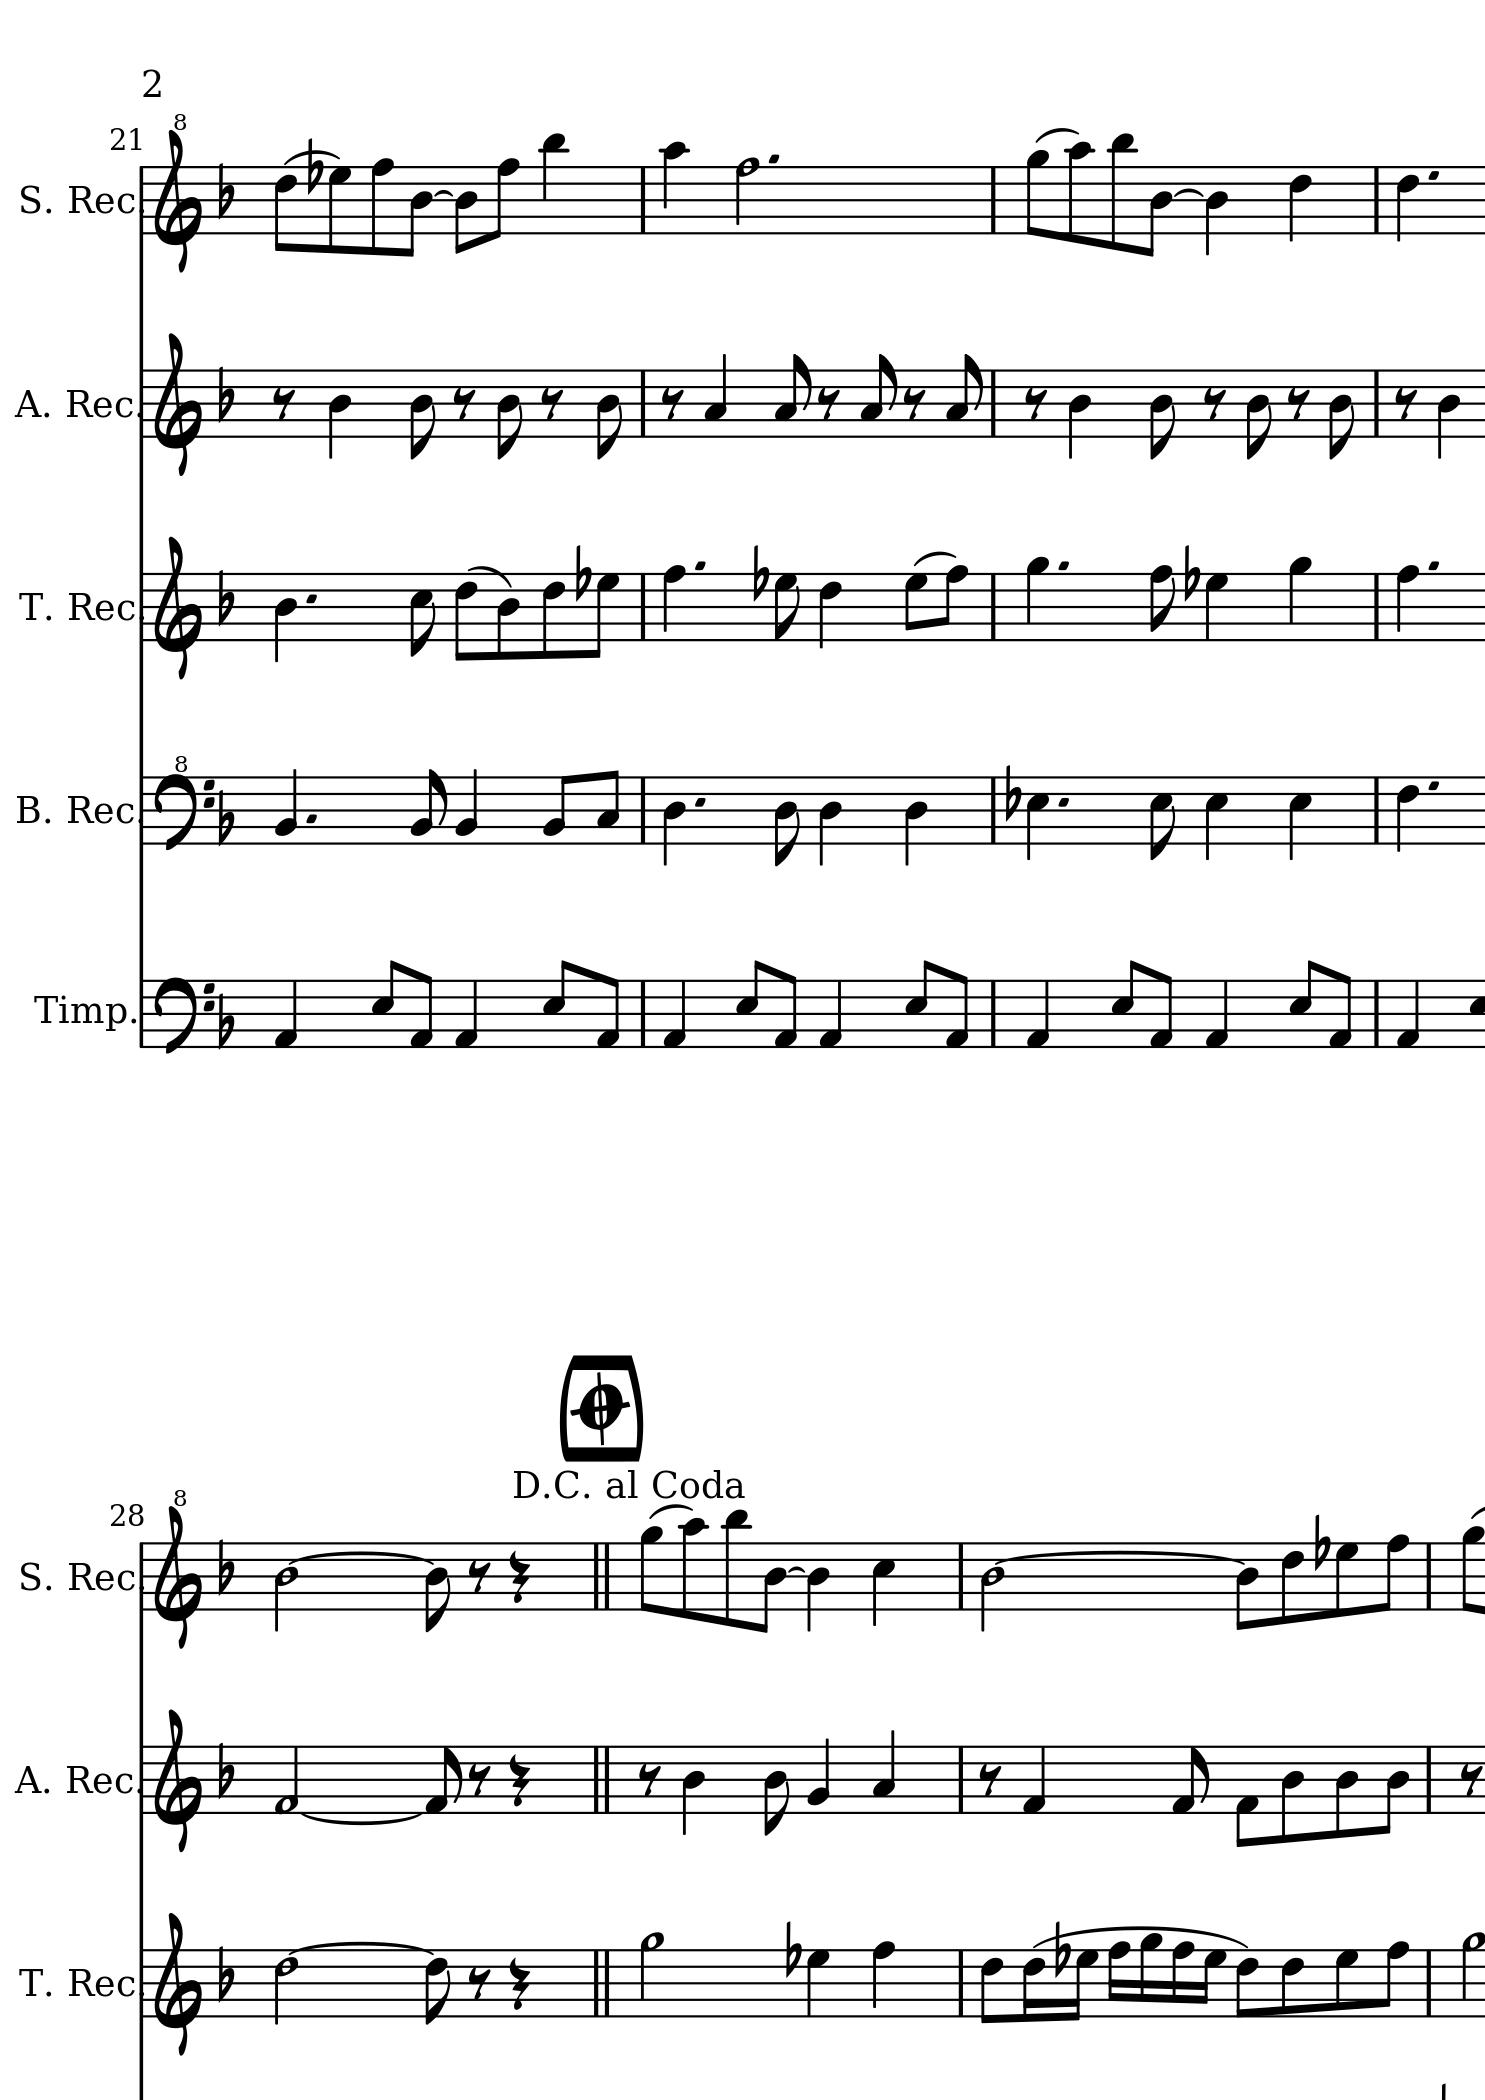 2
8
21
S. Rec.
A. Rec.
T. Rec.
8
B. Rec.
Timp.
D.C. al Coda
8
28
S. Rec.
A. Rec.
T. Rec.